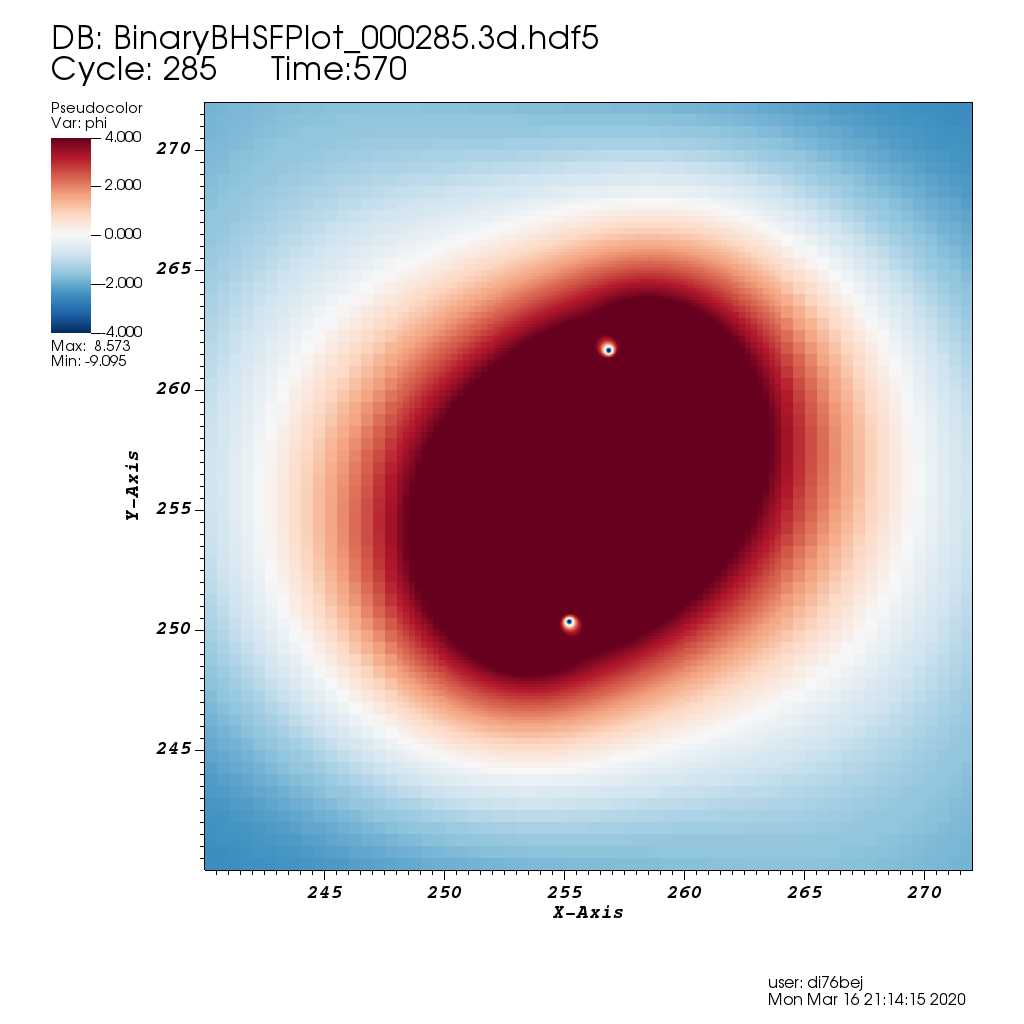 DB: BinaryBHSFPlot_000285.3d.hdf5
Cycle: 285 Time:570
Pseudocolor
Var: phi
4.000
2.000
0.000
-2.000
-4.000
Max: 8.573
Min: -9.095
270
265
260
255
250
245
Y-Axis
245 250 255 260 265 270
X-Axis
user: di76bej
Mon Mar 16 21:14:15 2020